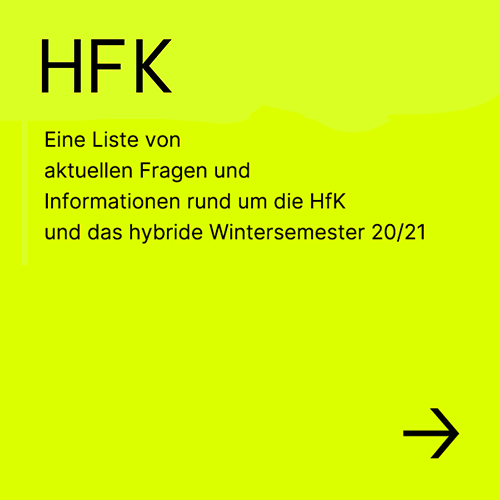 HFK
Eine Liste von
aktuellen Fragen und
Informationen rund um die HfK
und das hybride Wintersemester 20/21